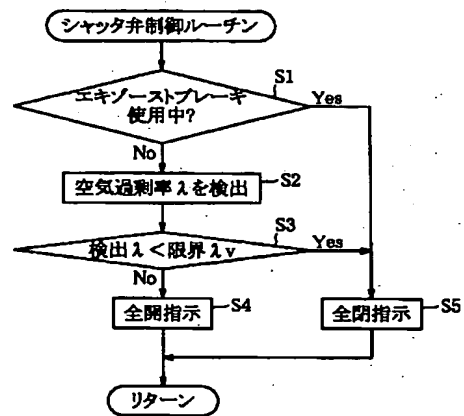 シャッタ弁制御ルーチン
S1
エキゾーストブレーキ
使用中?
Yes
No
S2
空気過剰率λを検出
S3
検出λ<限界λv
Yes
No
全開指示
S4
全閉指示
S5
リターン